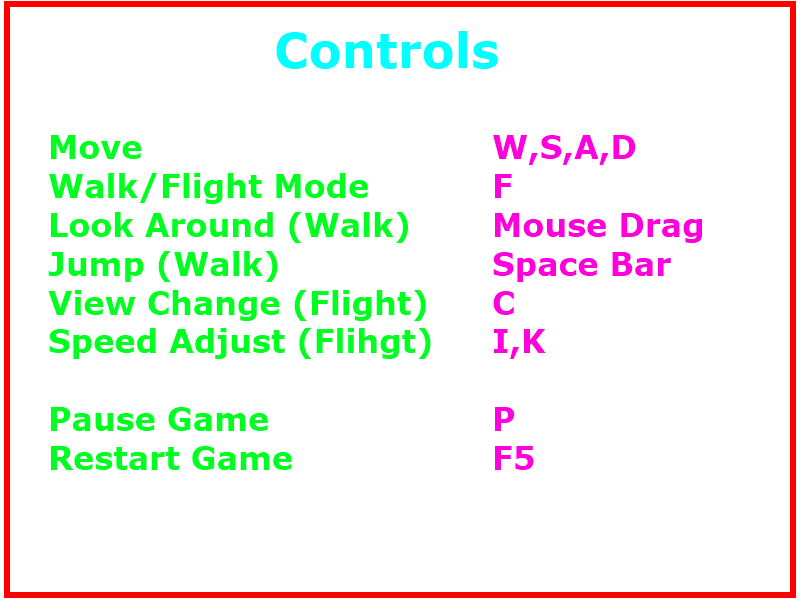 Controls
Move W,S,A,D
Walk/Flight Mode F
Look Around (Walk) Mouse Drag
Jump (Walk) Space Bar
View Change (Flight) C
Speed Adjust (Flihgt) I,K
Pause Game P
Restart Game F5